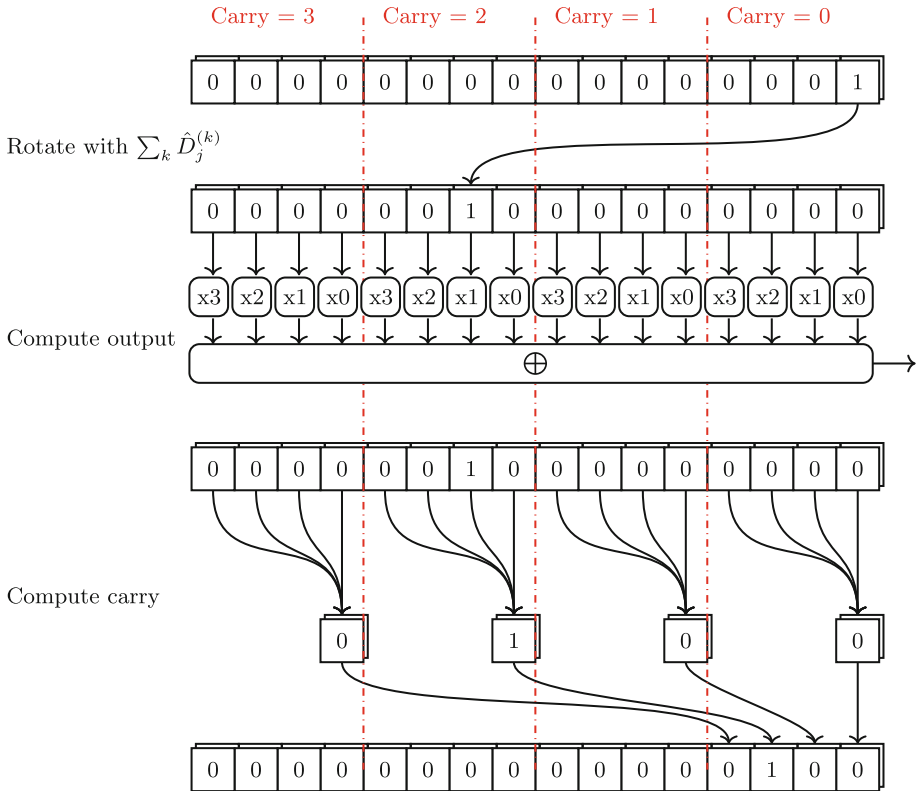 Carry = 3 Carry = 2 Carry = 1 Carry = 0
0 0 0 0 0 0 0 0 0 0 0 0 0 0 0 1
Rotate with ∑_k D̂_j^(k)
0 0 0 0 0 0 1 0 0 0 0 0 0 0 0 0
x3 x2 x1 x0 x3 x2 x1 x0 x3 x2 x1 x0 x3 x2 x1 x0
Compute output
⊕
0 0 0 0 0 0 1 0 0 0 0 0 0 0 0 0
Compute carry
0 1 0 0
0 0 0 0 0 0 0 0 0 0 0 0 0 1 0 0